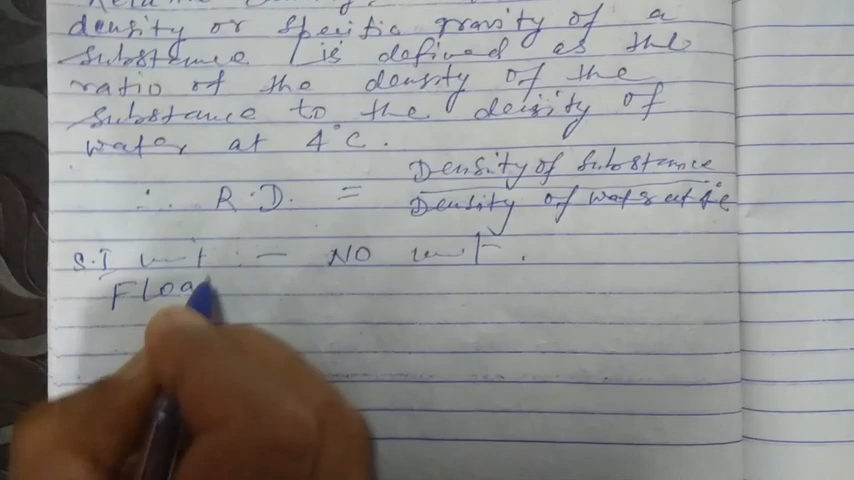 density or specific gravity of a
substance is defined as the
ratio of the density of the
substance to the density of
water at 4°C.
∴ R.D. = Density of substance
Density of water at 4°c
S.I unit :- NO unit.
Floa